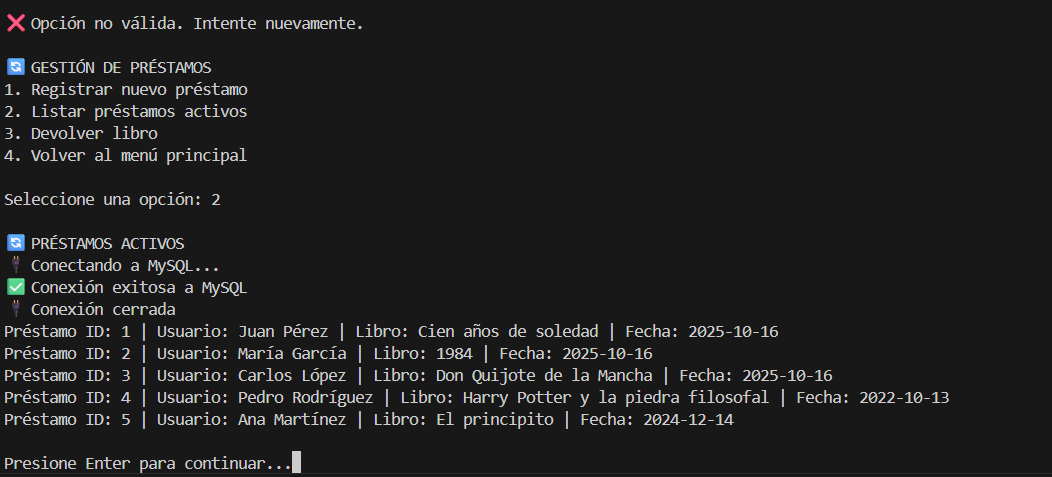 ❌ Opción no válida. Intente nuevamente.
🔄 GESTIÓN DE PRÉSTAMOS
1. Registrar nuevo préstamo
2. Listar préstamos activos
3. Devolver libro
4. Volver al menú principal
Seleccione una opción: 2
🔄 PRÉSTAMOS ACTIVOS
🔌 Conectando a MySQL...
✅ Conexión exitosa a MySQL
🔌 Conexión cerrada
Préstamo ID: 1 | Usuario: Juan Pérez | Libro: Cien años de soledad | Fecha: 2025-10-16
Préstamo ID: 2 | Usuario: María García | Libro: 1984 | Fecha: 2025-10-16
Préstamo ID: 3 | Usuario: Carlos López | Libro: Don Quijote de la Mancha | Fecha: 2025-10-16
Préstamo ID: 4 | Usuario: Pedro Rodríguez | Libro: Harry Potter y la piedra filosofal | Fecha: 2022-10-13
Préstamo ID: 5 | Usuario: Ana Martínez | Libro: El principito | Fecha: 2024-12-14
Presione Enter para continuar...